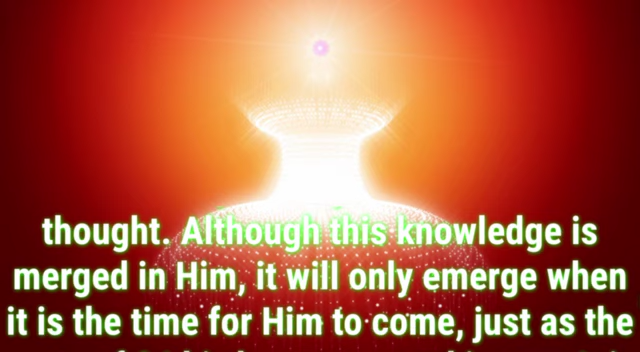 thought. Although this knowledge is
merged in Him, it will only emerge when
it is the time for Him to come, just as the